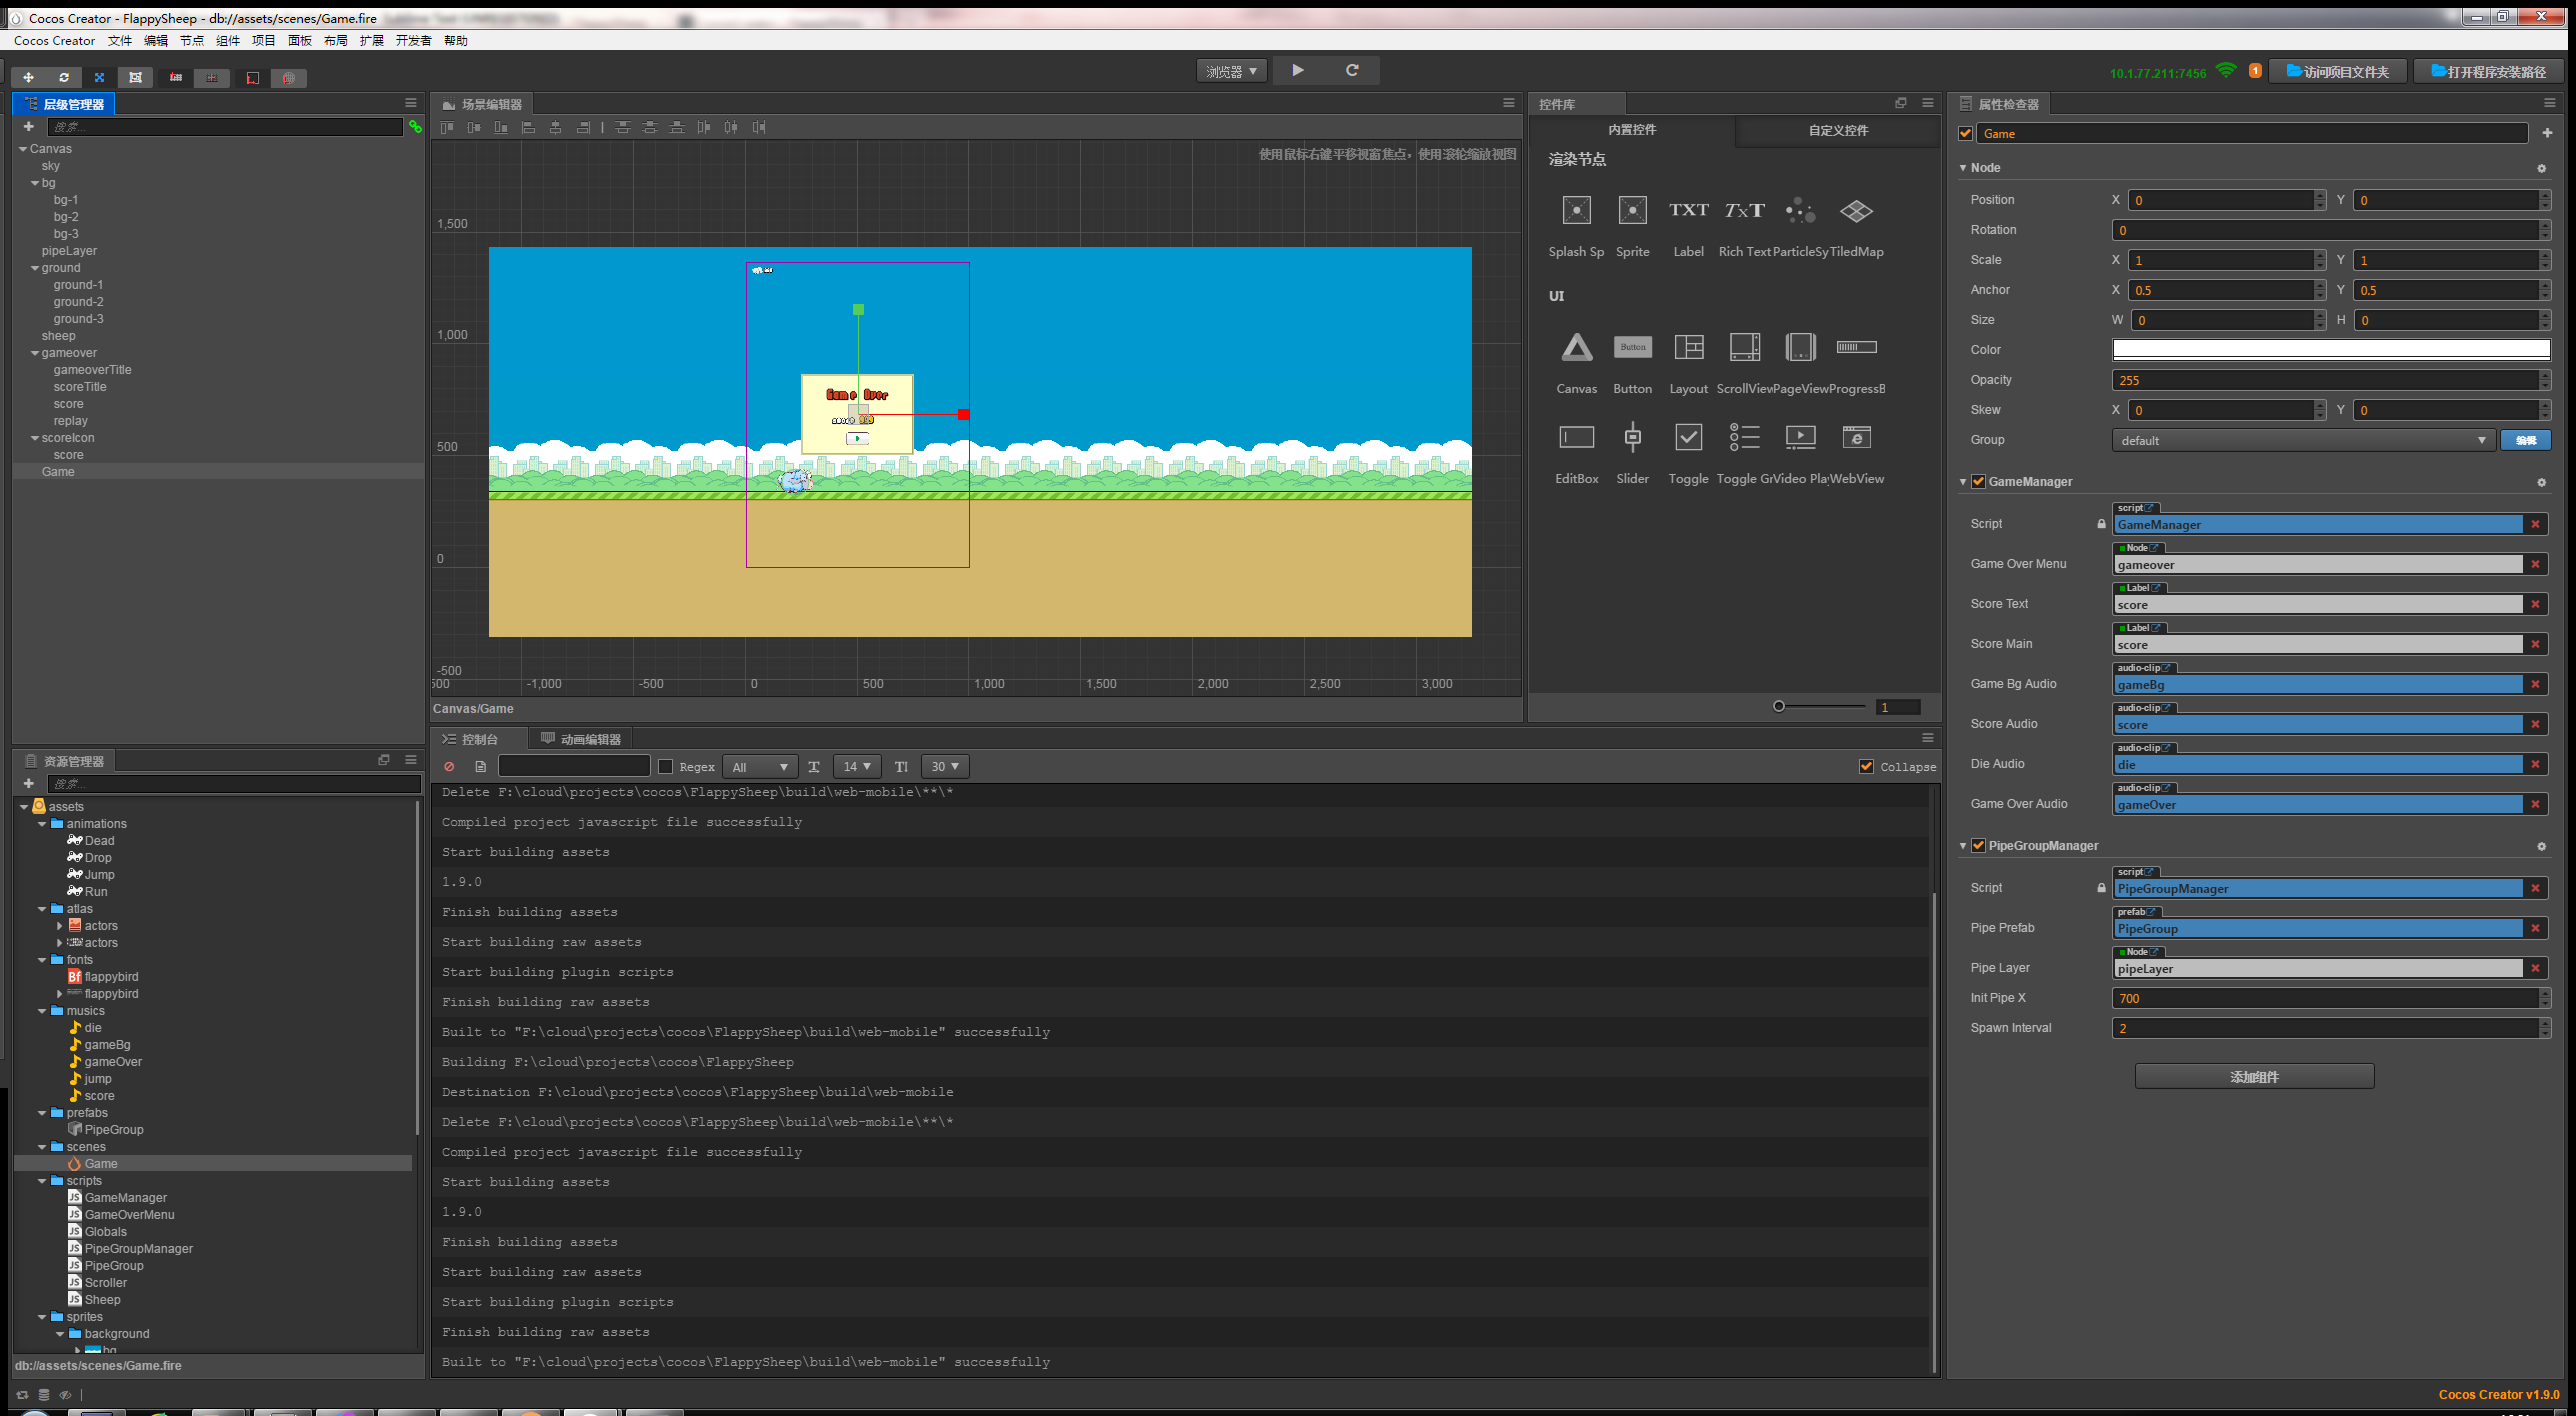 Cocos Creator - FlappySheep - db://assets/scenes/Game.fire
Cocos Creator 文件 编辑 节点 组件 项目 面板 布局 扩展 开发者 帮助
浏览器
10.1.77.211:7456
1
访问项目文件夹
打开程序安装路径
层级管理器
搜索...
Canvas
sky
bg
bg-1
bg-2
bg-3
pipeLayer
ground
ground-1
ground-2
ground-3
sheep
gameover
gameoverTitle
scoreTitle
score
replay
scoreIcon
score
Game
资源管理器
搜索...
assets
animations
Dead
Drop
Jump
Run
atlas
actors
actors
fonts
Bf flappybird
flappybird
musics
die
gameBg
gameOver
jump
score
prefabs
PipeGroup
scenes
Game
scripts
JS GameManager
JS GameOverMenu
JS Globals
JS PipeGroupManager
JS PipeGroup
JS Scroller
JS Sheep
sprites
background
bg
db://assets/scenes/Game.fire
场景编辑器
使用鼠标右键平移视窗焦点，使用滚轮缩放视图
1,500
1,000
500
0
-500
Game Over
-1,000 -500 0 500 1,000 1,500 2,000 2,500 3,000
Canvas/Game
控制台 动画编辑器
Regex All 14 30 Collapse
Delete F:\cloud\projects\cocos\FlappySheep\build\web-mobile\**\*
Compiled project javascript file successfully
Start building assets
1.9.0
Finish building assets
Start building raw assets
Start building plugin scripts
Finish building raw assets
Built to "F:\cloud\projects\cocos\FlappySheep\build\web-mobile" successfully
Building F:\cloud\projects\cocos\FlappySheep
Destination F:\cloud\projects\cocos\FlappySheep\build\web-mobile
Delete F:\cloud\projects\cocos\FlappySheep\build\web-mobile\**\*
Compiled project javascript file successfully
Start building assets
1.9.0
Finish building assets
Start building raw assets
Start building plugin scripts
Finish building raw assets
Built to "F:\cloud\projects\cocos\FlappySheep\build\web-mobile" successfully
控件库
内置控件 自定义控件
渲染节点
TXT TxT
Splash Sp Sprite Label Rich Text ParticleSy TiledMap
UI
Button
Canvas Button Layout ScrollView PageView ProgressB
EditBox Slider Toggle Toggle Gr Video Play WebView
1
属性检查器
Game
Node
Position X 0 Y 0
Rotation 0
Scale X 1 Y 1
Anchor X 0.5 Y 0.5
Size W 0 H 0
Color
Opacity 255
Skew X 0 Y 0
Group default 编辑
GameManager
script
Script GameManager
Node
Game Over Menu gameover
Label
Score Text score
Label
Score Main score
audio-clip
Game Bg Audio gameBg
audio-clip
Score Audio score
audio-clip
Die Audio die
audio-clip
Game Over Audio gameOver
PipeGroupManager
script
Script PipeGroupManager
prefab
Pipe Prefab PipeGroup
Node
Pipe Layer pipeLayer
Init Pipe X 700
Spawn Interval 2
添加组件
Cocos Creator v1.9.0